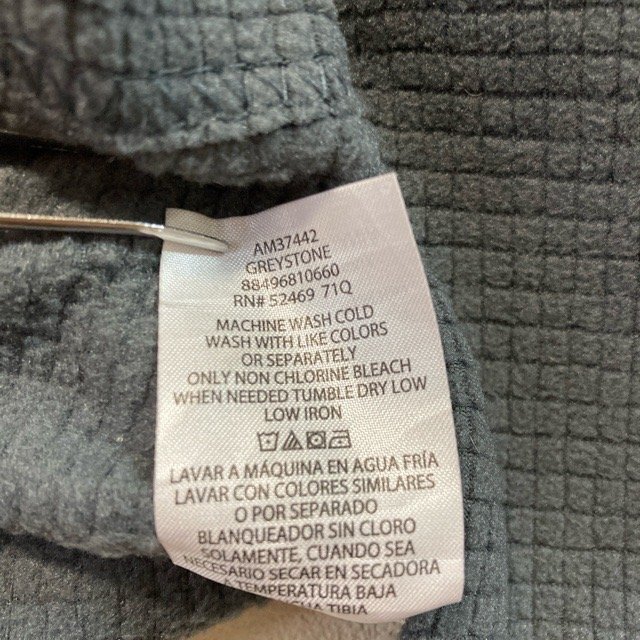 AM37442
GREYSTONE
88496810660
RN# 52469 71Q
MACHINE WASH COLD
WASH WITH LIKE COLORS
OR SEPARATELY
ONLY NON CHLORINE BLEACH
WHEN NEEDED TUMBLE DRY LOW
LOW IRON
LAVAR A MÁQUINA EN AGUA FRÍA
LAVAR CON COLORES SIMILARES
O POR SEPARADO
BLANQUEADOR SIN CLORO
SOLAMENTE, CUANDO SEA
NECESARIO SECAR EN SECADORA
A TEMPERATURA BAJA
TIBIA